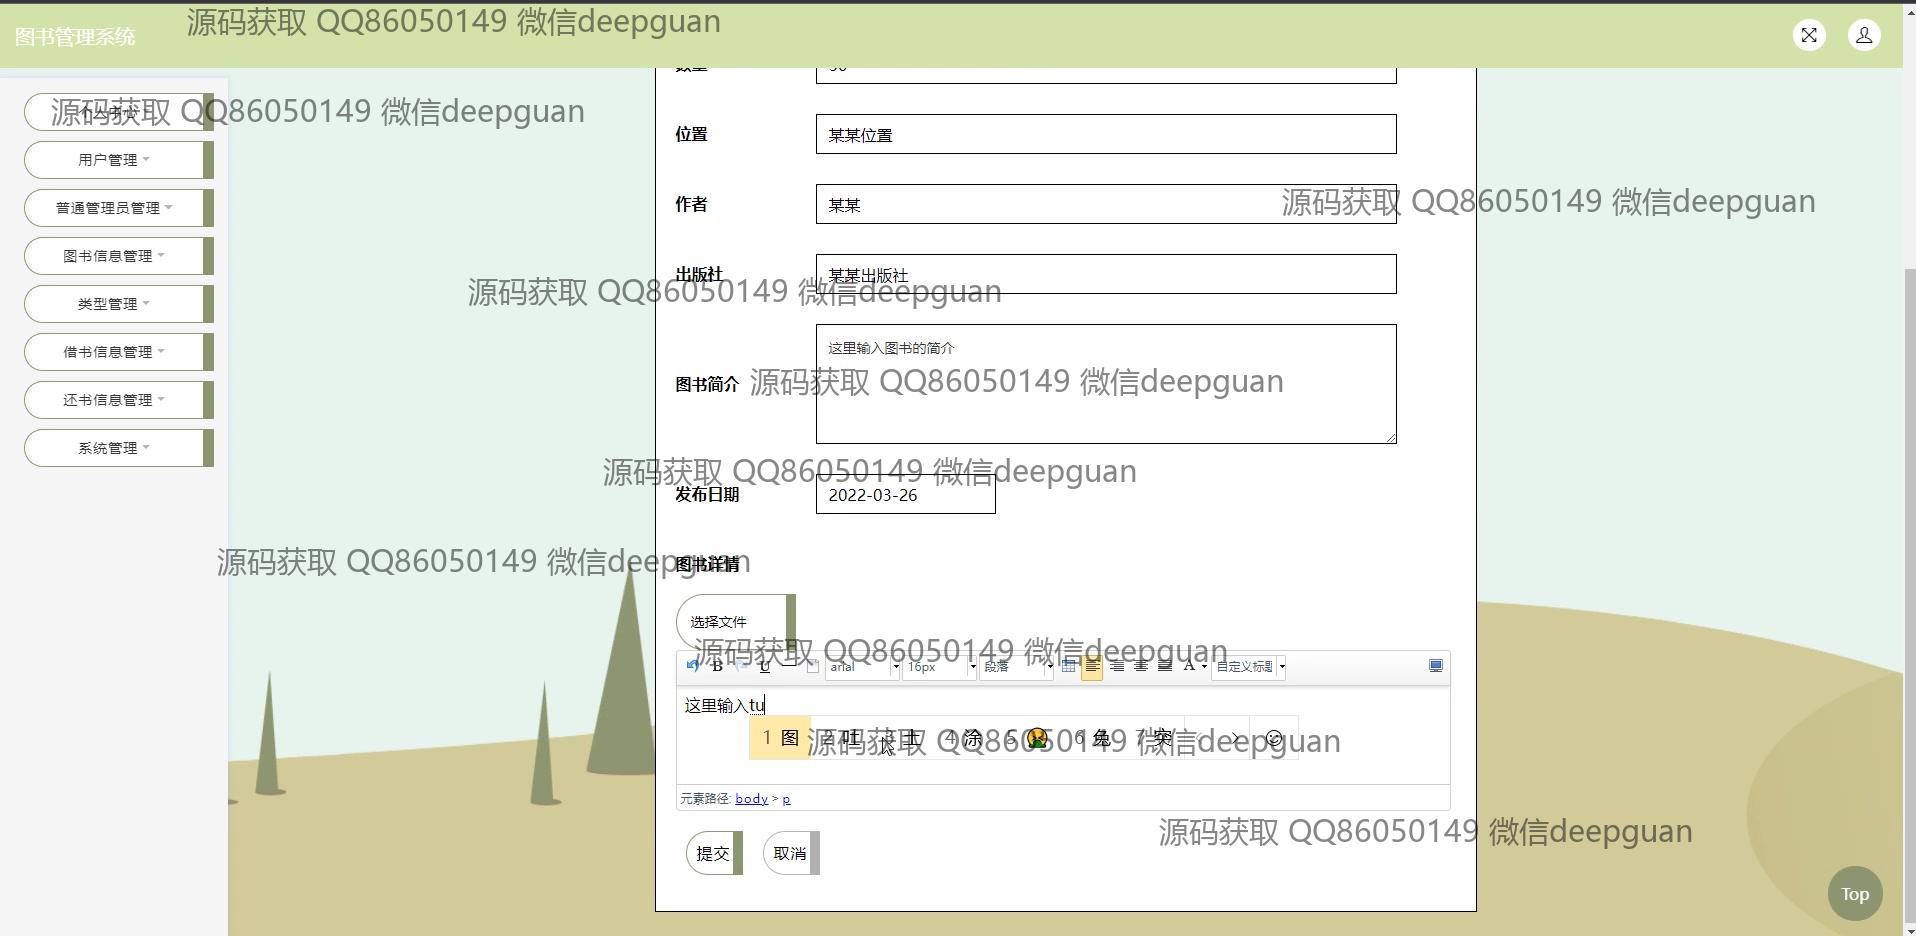 源码获取 QQ86050149 微信deepguan
图书管理系统
源码获取 QQ86050149 微信deepguan
个人中心
用户管理
普通管理员管理
图书信息管理
类型管理
借书信息管理
还书信息管理
系统管理
数量
位置
某某位置
源码获取 QQ86050149 微信deepguan
作者
某某
出版社
某某出版社
源码获取 QQ86050149 微信deepguan
这里输入图书的简介
图书简介
源码获取 QQ86050149 微信deepguan
源码获取 QQ86050149 微信deepguan
发布日期
2022-03-26
源码获取 QQ86050149 微信deepguan
图书详情
选择文件
源码获取 QQ86050149 微信deepguan
B U arial 16px 段落 A 自定义标题
这里输入tu
1 图 2 吐 3 土 4 涂 5 🤮 6 兔 7 突
源码获取 QQ86050149 微信deepguan
元素路径: body > p
提交 取消
源码获取 QQ86050149 微信deepguan
Top